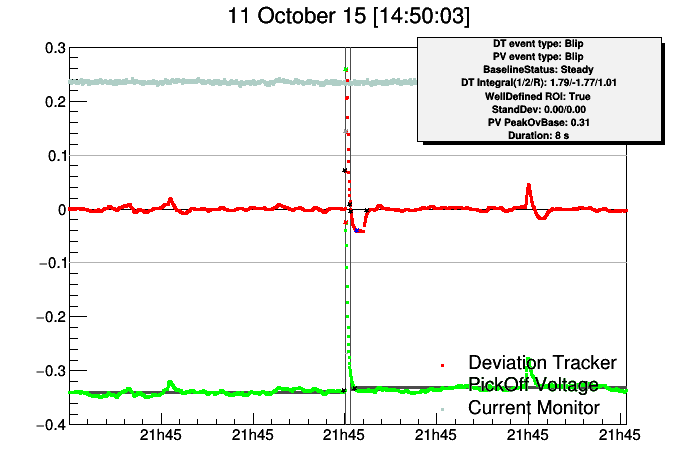 11 October 15 [14:50:03]
DT event type: Blip
PV event type: Blip
BaselineStatus: Steady
DT Integral(1/2/R): 1.79/-1.77/1.01
WellDefined ROI: True
StandDev: 0.00/0.00
PV PeakOvBase: 0.31
Duration: 8 s
0.3
0.2
0.1
0
−0.1
−0.2
−0.3
−0.4
Deviation Tracker
PickOff Voltage
Current Monitor
21h45 21h45 21h45 21h45 21h45 21h45 21h45